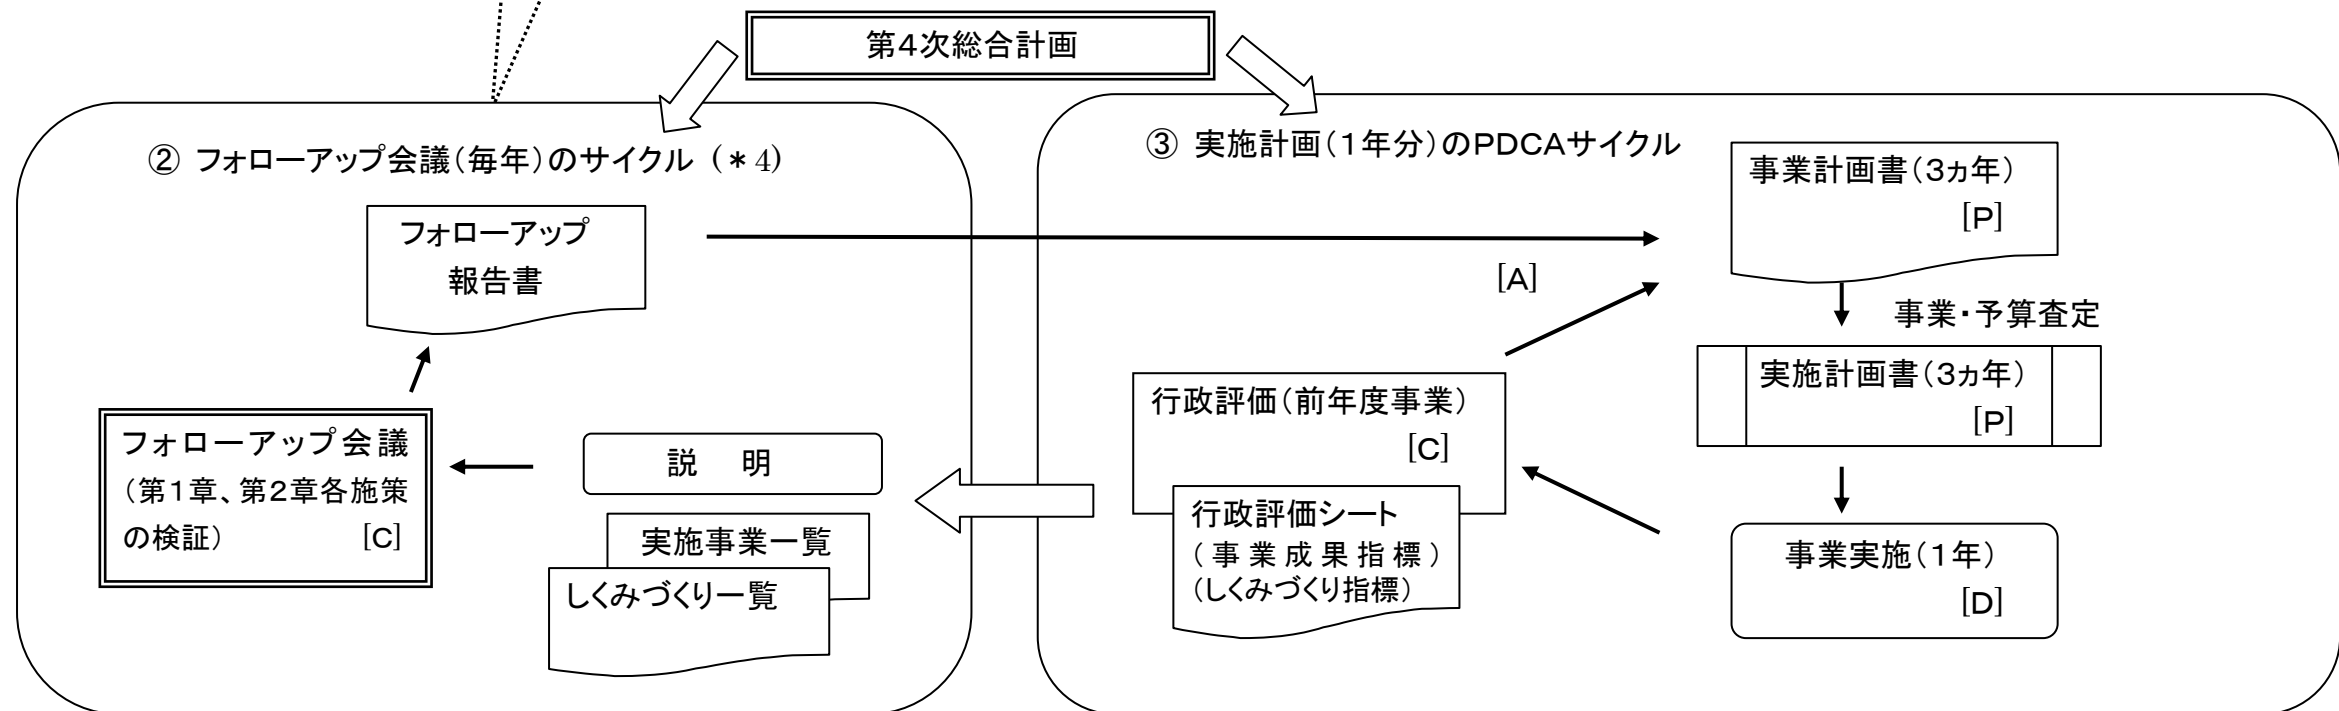 第4次総合計画
② フォローアップ会議(毎年)のサイクル (*4)
フォローアップ
報告書
フォローアップ会議
(第1章、第2章各施策
の検証) [C]
説 明
実施事業一覧
しくみづくり一覧
③ 実施計画(1年分)のPDCAサイクル
事業計画書(3ヵ年)
[P]
[A]
事業・予算査定
実施計画書(3ヵ年)
[P]
行政評価(前年度事業)
[C]
行政評価シート
(事業成果指標)
(しくみづくり指標)
事業実施(1年)
[D]